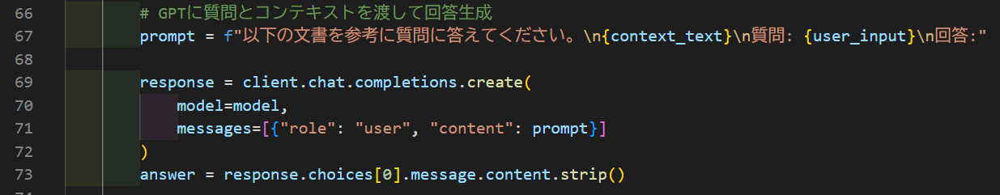 66 # GPTに質問とコンテキストを渡して回答生成
67 prompt = f"以下の文書を参考に質問に答えてください。\n{context_text}\n質問: {user_input}\n回答:"
68
69 response = client.chat.completions.create(
70 model=model,
71 messages=[{"role": "user", "content": prompt}]
72 )
73 answer = response.choices[0].message.content.strip()